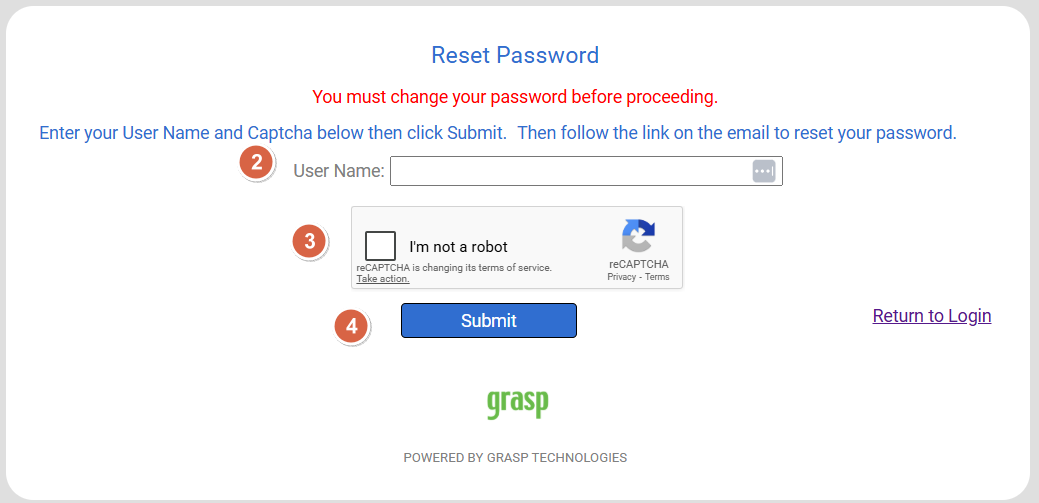 Reset Password
You must change your password before proceeding.
Enter your User Name and Captcha below then click Submit.  Then follow the link on the email to reset your password.
2 User Name:
3 I'm not a robot
reCAPTCHA is changing its terms of service.
Take action.
reCAPTCHA
Privacy - Terms
4 Submit
Return to Login
grasp
POWERED BY GRASP TECHNOLOGIES